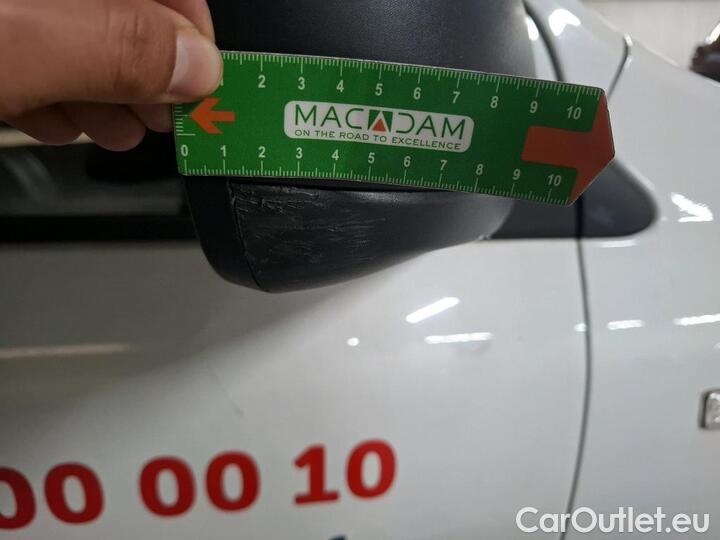 2 3 4 5 6 7 8 9 10
MACADAM
ON THE ROAD TO EXCELLENCE
0 1 2 3 4 5 6 7 8 9 10
00 00 10
CarOutlet.eu